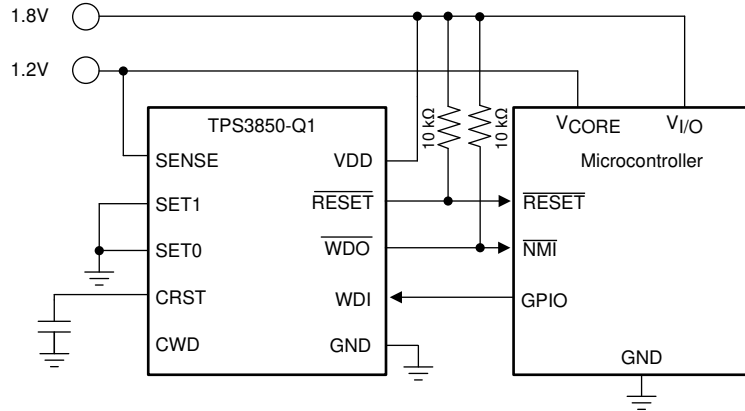 1.8V
1.2V
TPS3850-Q1
SENSE
SET1
SET0
CRST
CWD
VDD
RESET
WDO
WDI
GND
10 kΩ
10 kΩ
VCORE
VI/O
Microcontroller
RESET
NMI
GPIO
GND